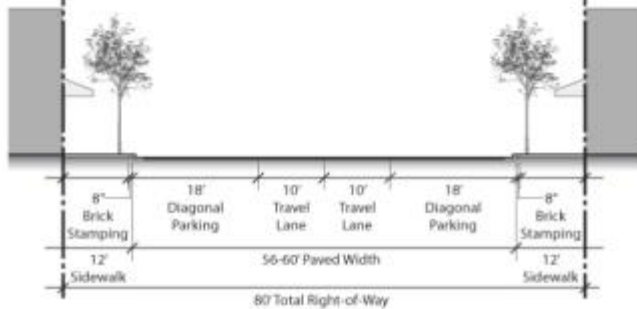 18'
Diagonal
Parking
10'
Travel
Lane
10'
Travel
Lane
18'
Diagonal
Parking
8"
Brick
Stamping
8"
Brick
Stamping
12'
Sidewalk
56-60' Paved Width
12'
Sidewalk
80' Total Right-of-Way